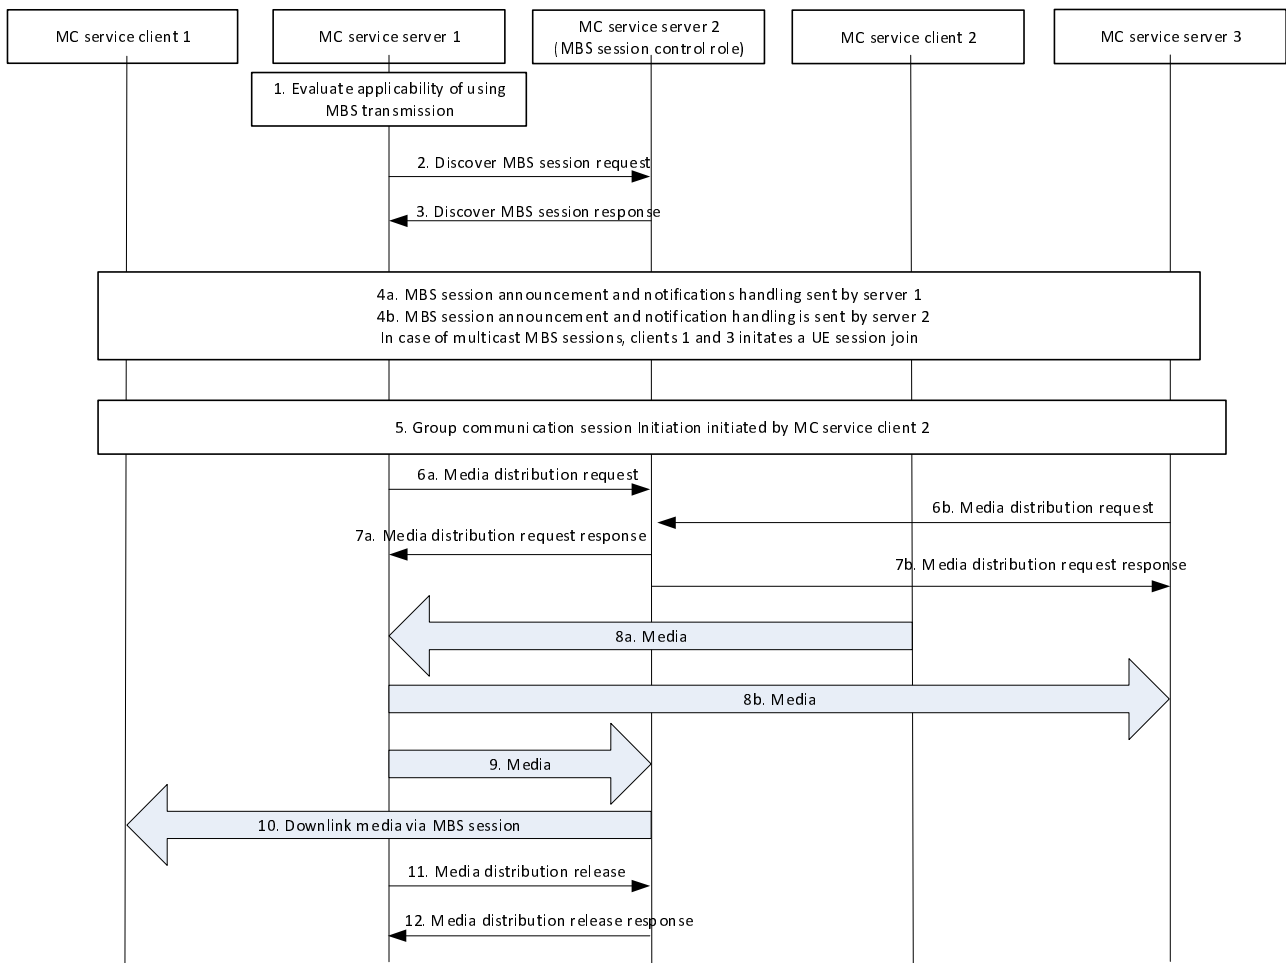 MC service client 1
MC service server 1
MC service server 2
(MBS session control role)
MC service client 2
MC service server 3
1. Evaluate applicability of using
MBS transmission
2. Discover MBS session request
3. Discover MBS session response
4a. MBS session announcement and notifications handling sent by server 1
4b. MBS session announcement and notification handling is sent by server 2
In case of multicast MBS sessions, clients 1 and 3 initates a UE session join
5. Group communication session Initiation initiated by MC service client 2
6a. Media distribution request
6b. Media distribution request
7a. Media distribution request response
7b. Media distribution request response
8a. Media
8b. Media
9. Media
10. Downlink media via MBS session
11. Media distribution release
12. Media distribution release response